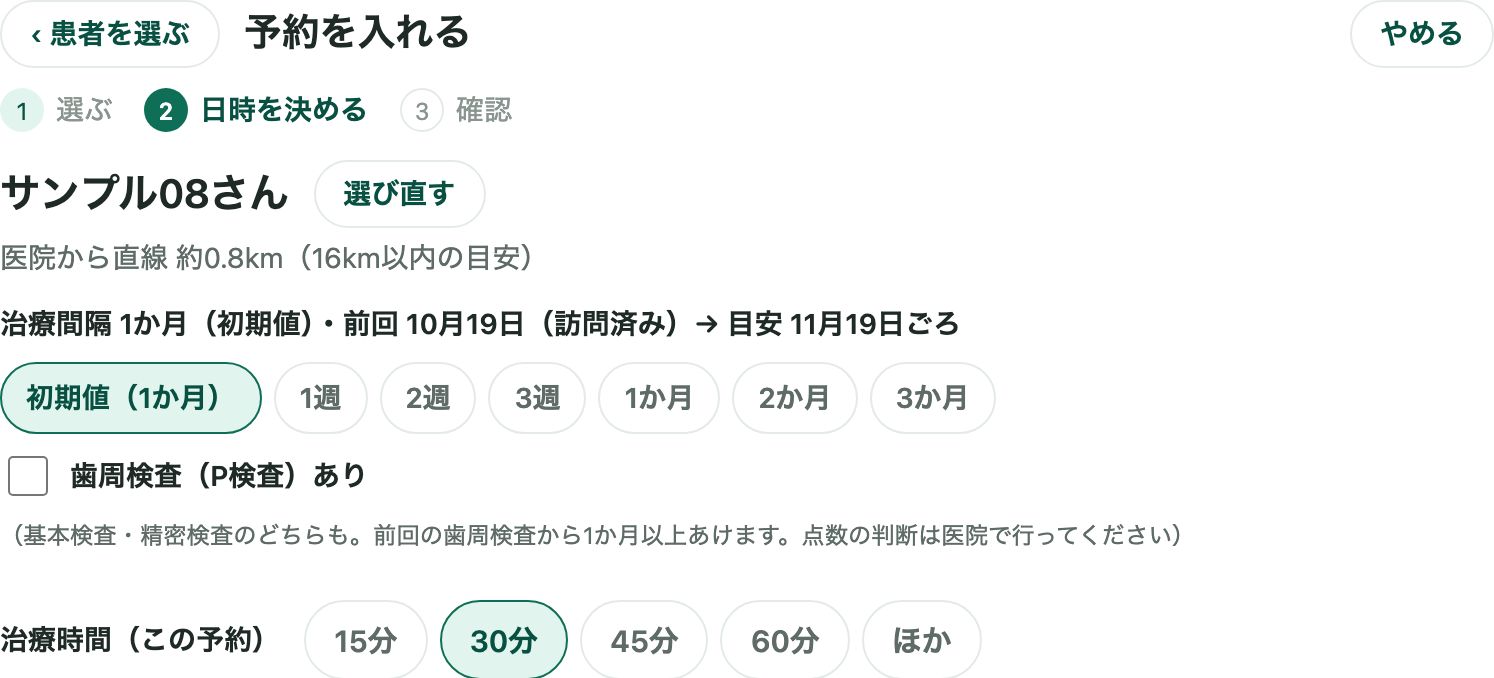 ‹ 患者を選ぶ 予約を入れる やめる
1 選ぶ 2 日時を決める 3 確認
サンプル08さん 選び直す
医院から直線 約0.8km（16km以内の目安）
治療間隔 1か月（初期値）・前回 10月19日（訪問済み）→ 目安 11月19日ごろ
初期値（1か月） 1週 2週 3週 1か月 2か月 3か月
歯周検査（P検査）あり
（基本検査・精密検査のどちらも。前回の歯周検査から1か月以上あけます。点数の判断は医院で行ってください）
治療時間（この予約） 15分 30分 45分 60分 ほか